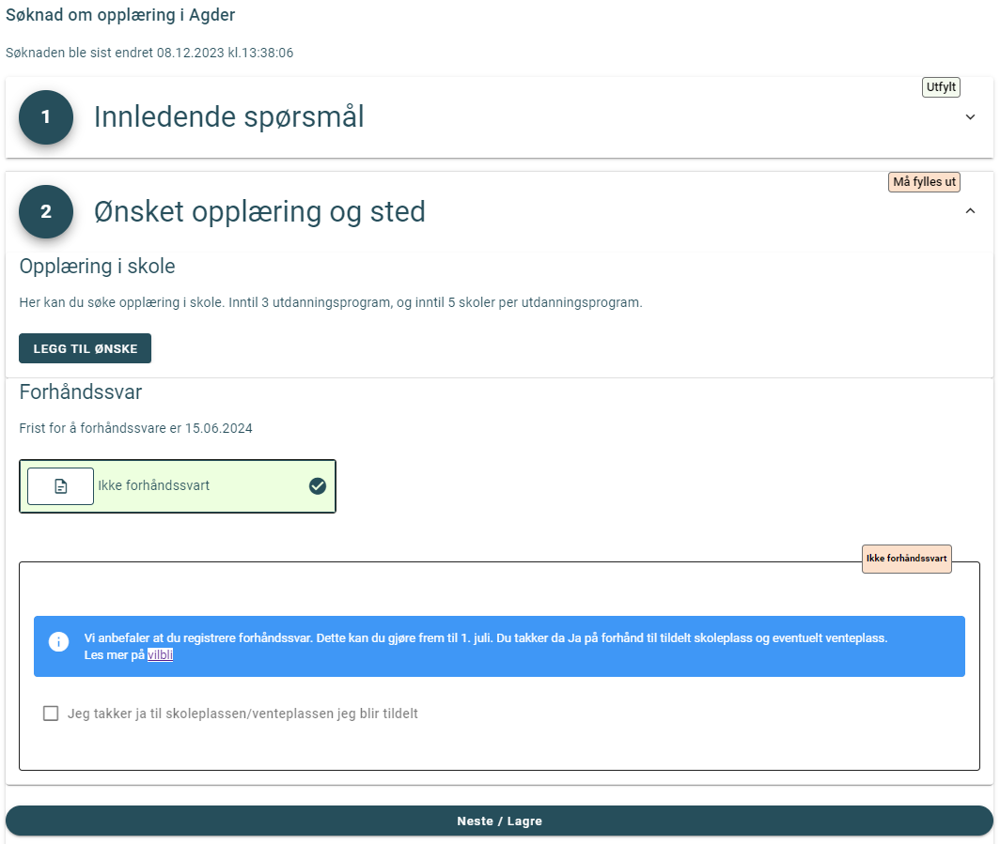 Søknad om opplæring i Agder
Søknaden ble sist endret 08.12.2023 kl.13:38:06
Utfylt
1
Innledende spørsmål
Må fylles ut
2
Ønsket opplæring og sted
Opplæring i skole
Her kan du søke opplæring i skole. Inntil 3 utdanningsprogram, og inntil 5 skoler per utdanningsprogram.
LEGG TIL ØNSKE
Forhåndssvar
Frist for å forhåndssvare er 15.06.2024
Ikke forhåndssvart
Ikke forhåndssvart
Vi anbefaler at du registrere forhåndssvar. Dette kan du gjøre frem til 1. juli. Du takker da Ja på forhånd til tildelt skoleplass og eventuelt venteplass.
Les mer på vilbli
Jeg takker ja til skoleplassen/venteplassen jeg blir tildelt
Neste / Lagre